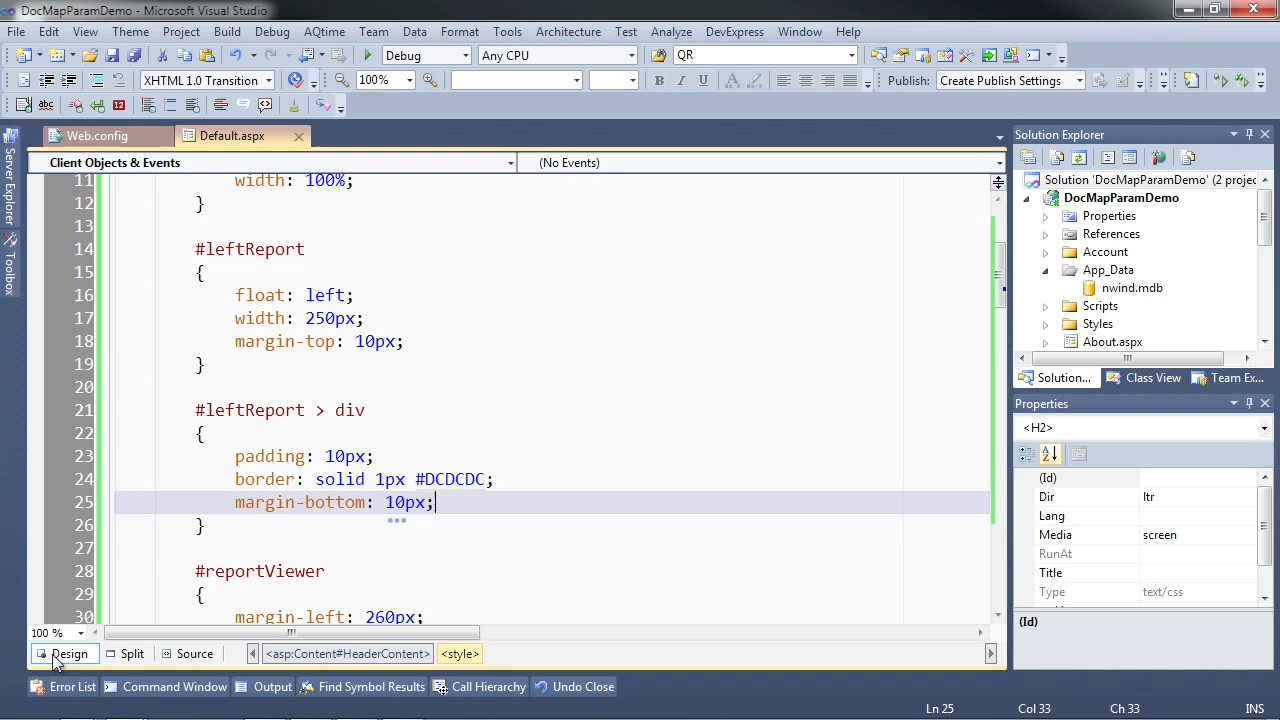 DocMapParamDemo - Microsoft Visual Studio
File Edit View Theme Project Build Debug AQtime Team Data Format Tools Architecture Test Analyze DevExpress Window Help
Debug Any CPU QR
XHTML 1.0 Transition 100% B I U A Publish: Create Publish Settings
abc 12
Web.config Default.aspx
Client Objects & Events (No Events)
11 width: 100%;
12 }
13
14 #leftReport
15 {
16 float: left;
17 width: 250px;
18 margin-top: 10px;
19 }
20
21 #leftReport > div
22 {
23 padding: 10px;
24 border: solid 1px #DCDCDC;
25 margin-bottom: 10px;
26 }
27
28 #reportViewer
29 {
30 margin-left: 260px;
100 %
Design Split Source <asp:Content#HeaderContent> <style>
Error List Command Window Output Find Symbol Results Call Hierarchy Undo Close
Ln 25 Col 33 Ch 33 INS
Server Explorer
Toolbox
Solution Explorer
Solution 'DocMapParamDemo' (2 projec
DocMapParamDemo
Properties
References
Account
App_Data
nwind.mdb
Scripts
Styles
About.aspx
Solution... Class View Team Ex...
Properties
<H2>
A Z
(Id)
Dir ltr
Lang
Media screen
RunAt
Title
Type text/css
(Id)